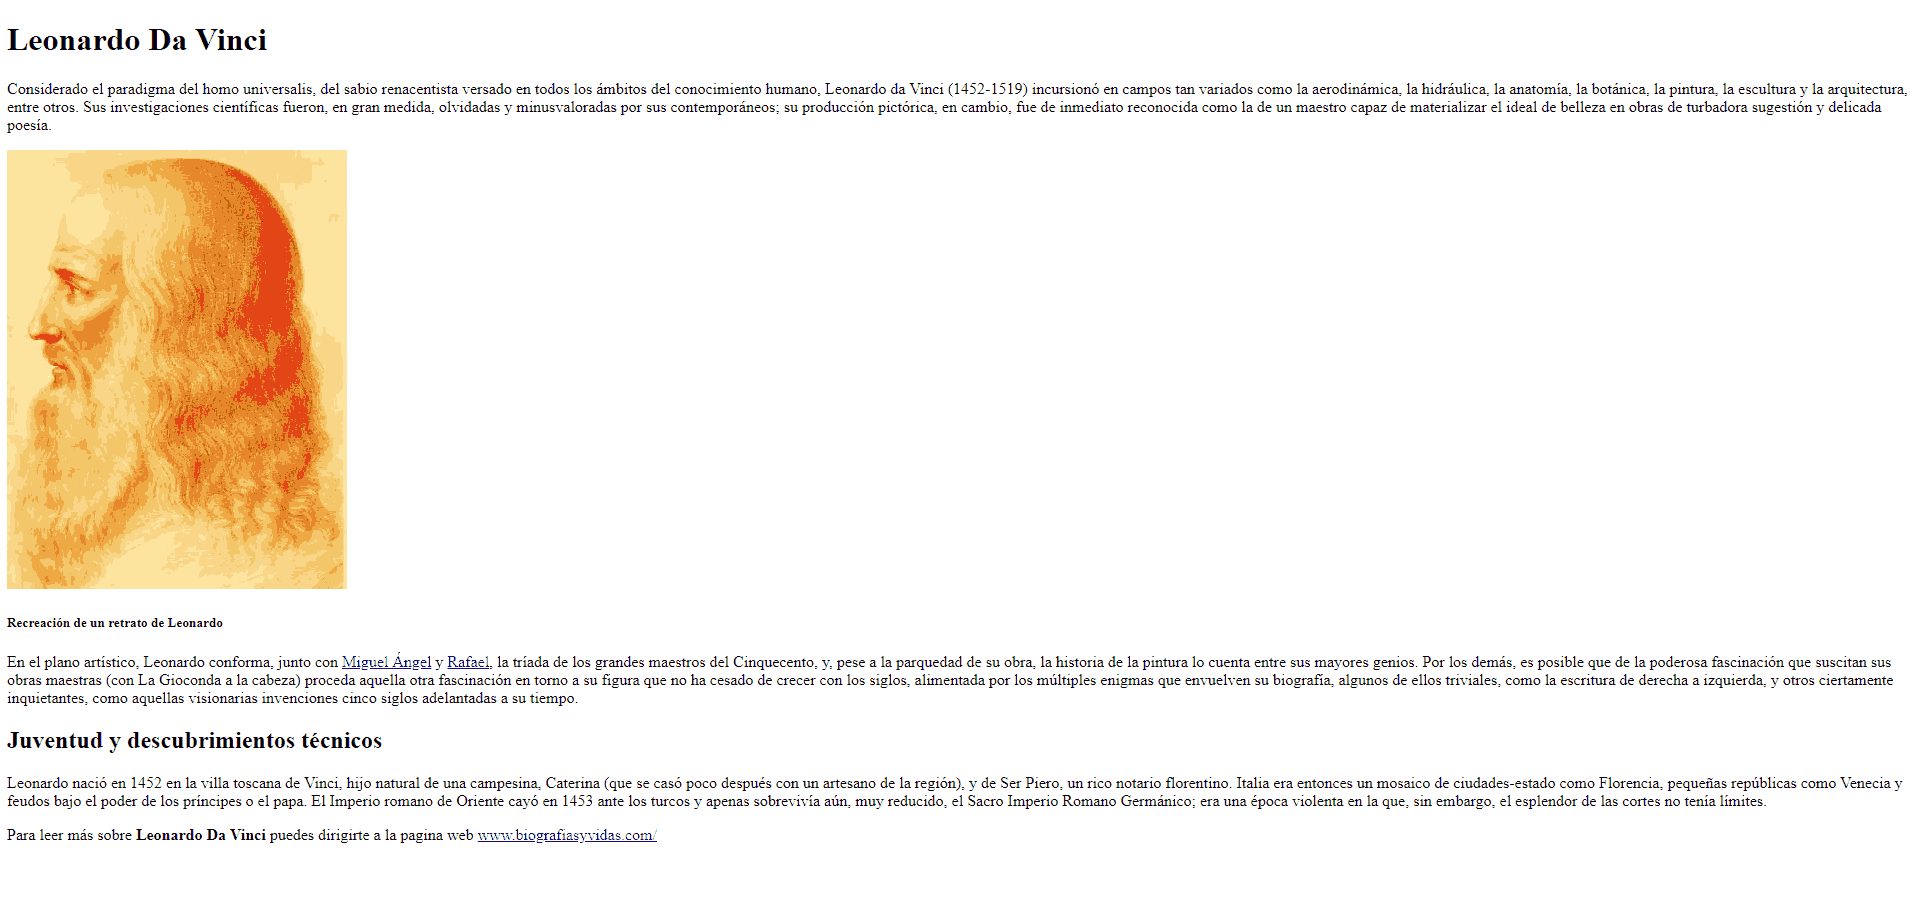 Leonardo Da Vinci
Considerado el paradigma del homo universalis, del sabio renacentista versado en todos los ámbitos del conocimiento humano, Leonardo da Vinci (1452-1519) incursionó en campos tan variados como la aerodinámica, la hidráulica, la anatomía, la botánica, la pintura, la escultura y la arquitectura,
entre otros. Sus investigaciones científicas fueron, en gran medida, olvidadas y minusvaloradas por sus contemporáneos; su producción pictórica, en cambio, fue de inmediato reconocida como la de un maestro capaz de materializar el ideal de belleza en obras de turbadora sugestión y delicada
poesía.
Recreación de un retrato de Leonardo
En el plano artístico, Leonardo conforma, junto con Miguel Ángel y Rafael, la tríada de los grandes maestros del Cinquecento, y, pese a la parquedad de su obra, la historia de la pintura lo cuenta entre sus mayores genios. Por los demás, es posible que de la poderosa fascinación que suscitan sus
obras maestras (con La Gioconda a la cabeza) proceda aquella otra fascinación en torno a su figura que no ha cesado de crecer con los siglos, alimentada por los múltiples enigmas que envuelven su biografía, algunos de ellos triviales, como la escritura de derecha a izquierda, y otros ciertamente
inquietantes, como aquellas visionarias invenciones cinco siglos adelantadas a su tiempo.
Juventud y descubrimientos técnicos
Leonardo nació en 1452 en la villa toscana de Vinci, hijo natural de una campesina, Caterina (que se casó poco después con un artesano de la región), y de Ser Piero, un rico notario florentino. Italia era entonces un mosaico de ciudades-estado como Florencia, pequeñas repúblicas como Venecia y
feudos bajo el poder de los príncipes o el papa. El Imperio romano de Oriente cayó en 1453 ante los turcos y apenas sobrevivía aún, muy reducido, el Sacro Imperio Romano Germánico; era una época violenta en la que, sin embargo, el esplendor de las cortes no tenía límites.
Para leer más sobre Leonardo Da Vinci puedes dirigirte a la pagina web www.biografiasyvidas.com/